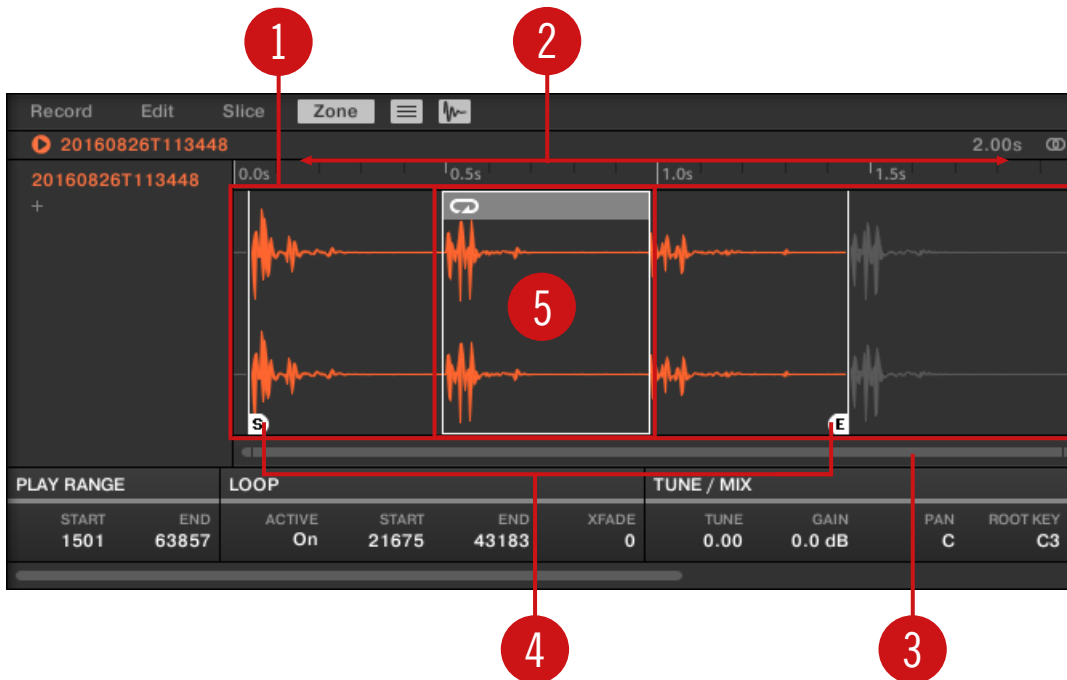 1 2
Record Edit Slice Zone
20160826T113448 2.00s
20160826T113448 0.0s 0.5s 1.0s 1.5s
+
5
S E
PLAY RANGE LOOP TUNE / MIX
START END ACTIVE START END XFADE TUNE GAIN PAN ROOT KEY
1501 63857 On 21675 43183 0 0.00 0.0 dB C C3
4 3